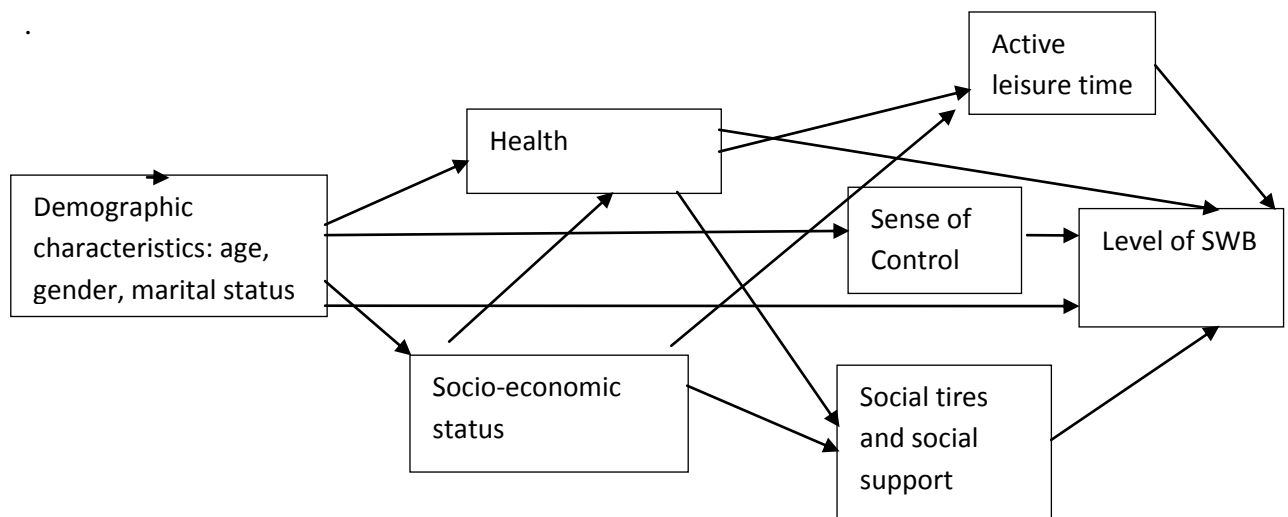 .
Active
leisure time
Health
Demographic
characteristics: age,
gender, marital status
Sense of
Control
Level of SWB
Socio-economic
status
Social tires
and social
support